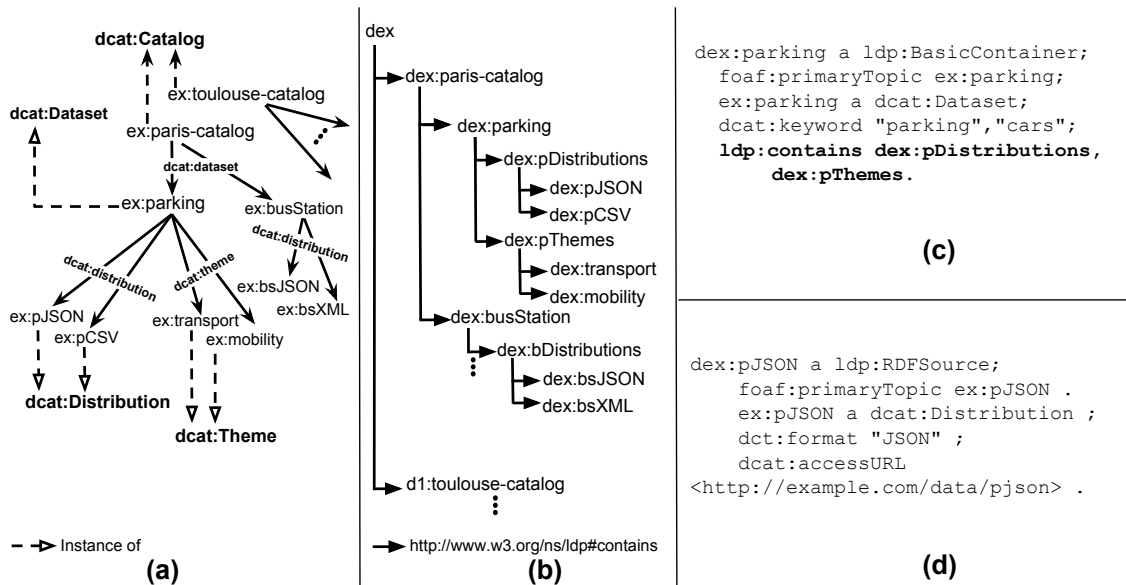 dcat:Catalog
ex:toulouse-catalog
dcat:Dataset
ex:paris-catalog
dcat:dataset
ex:parking
ex:busStation
dcat:distribution
dcat:theme
dcat:distribution
ex:bsJSON
ex:bsXML
ex:pJSON
ex:transport
ex:pCSV
ex:mobility
dcat:Distribution
dcat:Theme
Instance of
(a)
dex
dex:paris-catalog
dex:parking
dex:pDistributions
dex:pJSON
dex:pCSV
dex:pThemes
dex:transport
dex:mobility
dex:busStation
dex:bDistributions
dex:bsJSON
dex:bsXML
d1:toulouse-catalog
http://www.w3.org/ns/ldp#contains
(b)
dex:parking a ldp:BasicContainer;
foaf:primaryTopic ex:parking;
ex:parking a dcat:Dataset;
dcat:keyword "parking","cars";
ldp:contains dex:pDistributions,
dex:pThemes.
(c)
dex:pJSON a ldp:RDFSource;
foaf:primaryTopic ex:pJSON .
ex:pJSON a dcat:Distribution ;
dct:format "JSON" ;
dcat:accessURL
<http://example.com/data/pjson> .
(d)